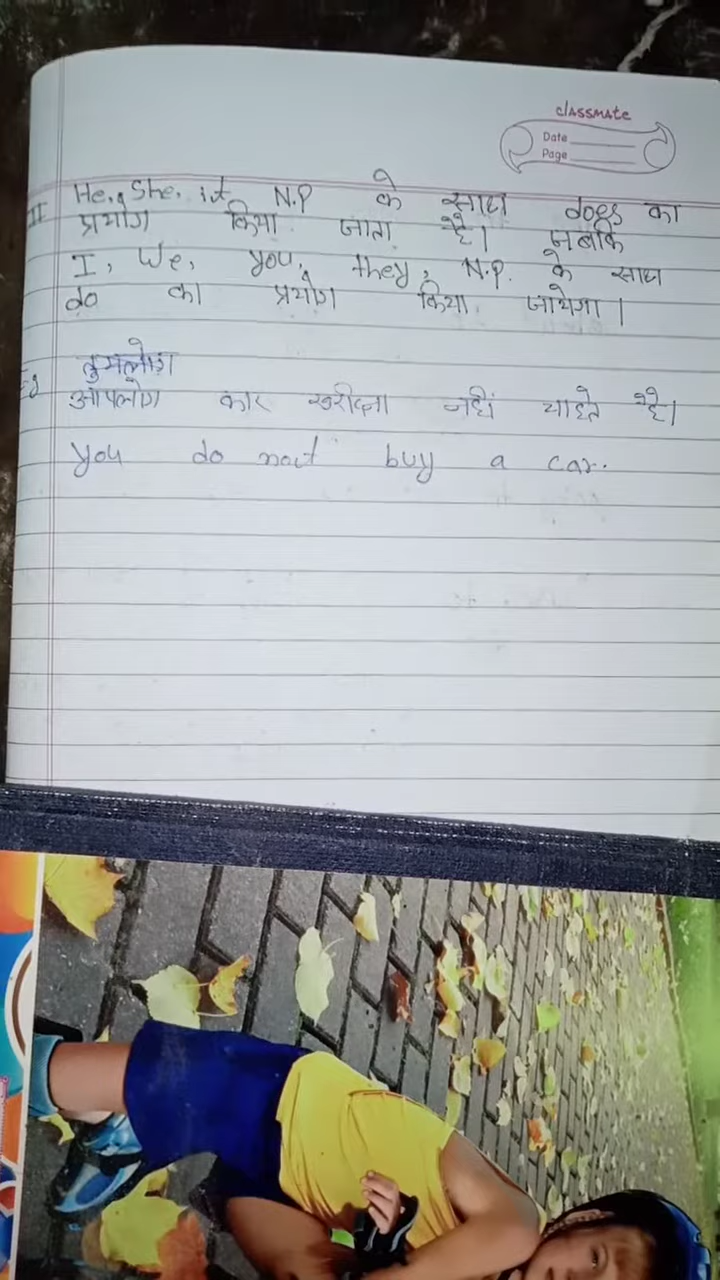 classmate
Date
Page
II He, She, it, N.P के साथ does का
प्रयोग किया जाता है। जबकि
I, We, you, they, N.P. के साथ
do का प्रयोग किया जायेगा।
तुमलोग
Eg आपलोग कार खरीदना नहीं चाहते है।
you do not buy a car.